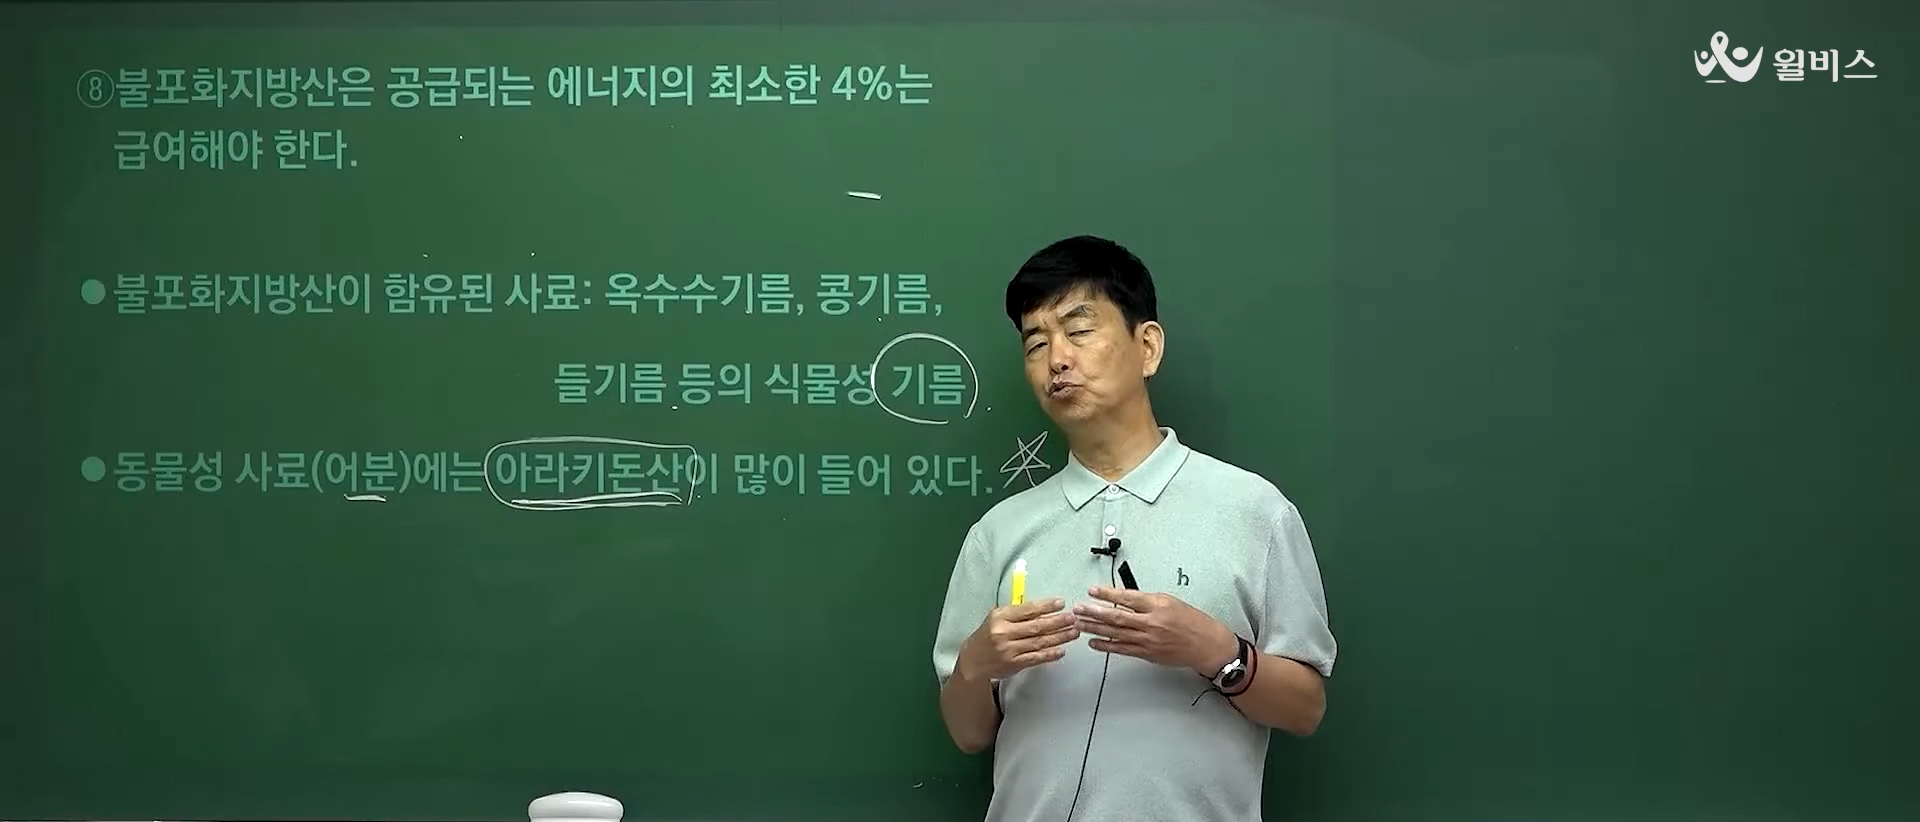 윌비스
⑧불포화지방산은 공급되는 에너지의 최소한 4%는
급여해야 한다.
●불포화지방산이 함유된 사료: 옥수수기름, 콩기름,
들기름 등의 식물성 기름
●동물성 사료(어분)에는 아라키돈산이 많이 들어 있다.
h